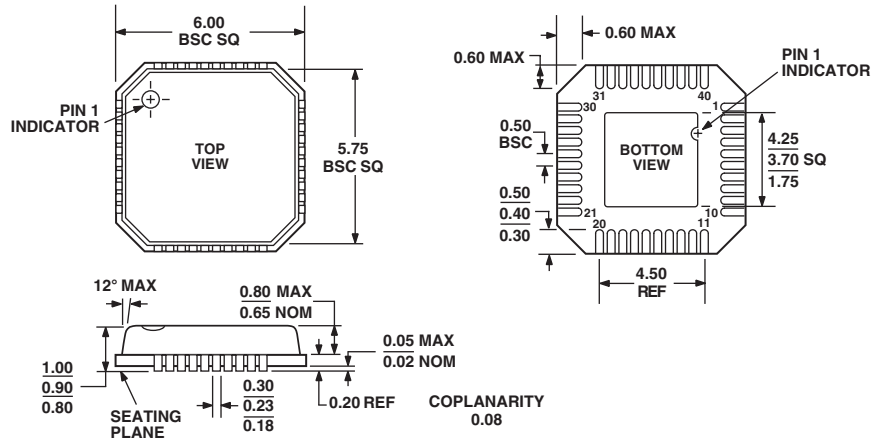 6.00
BSC SQ
PIN 1
INDICATOR
TOP
VIEW
5.75
BSC SQ
0.60 MAX
0.60 MAX
PIN 1
INDICATOR
31
40
30
1
0.50
BSC
BOTTOM
VIEW
4.25
3.70 SQ
1.75
0.50
0.40
0.30
21
10
20
11
4.50
REF
12° MAX
0.80 MAX
0.65 NOM
0.05 MAX
0.02 NOM
1.00
0.90
0.80
SEATING
PLANE
0.30
0.23
0.18
0.20 REF
COPLANARITY
0.08